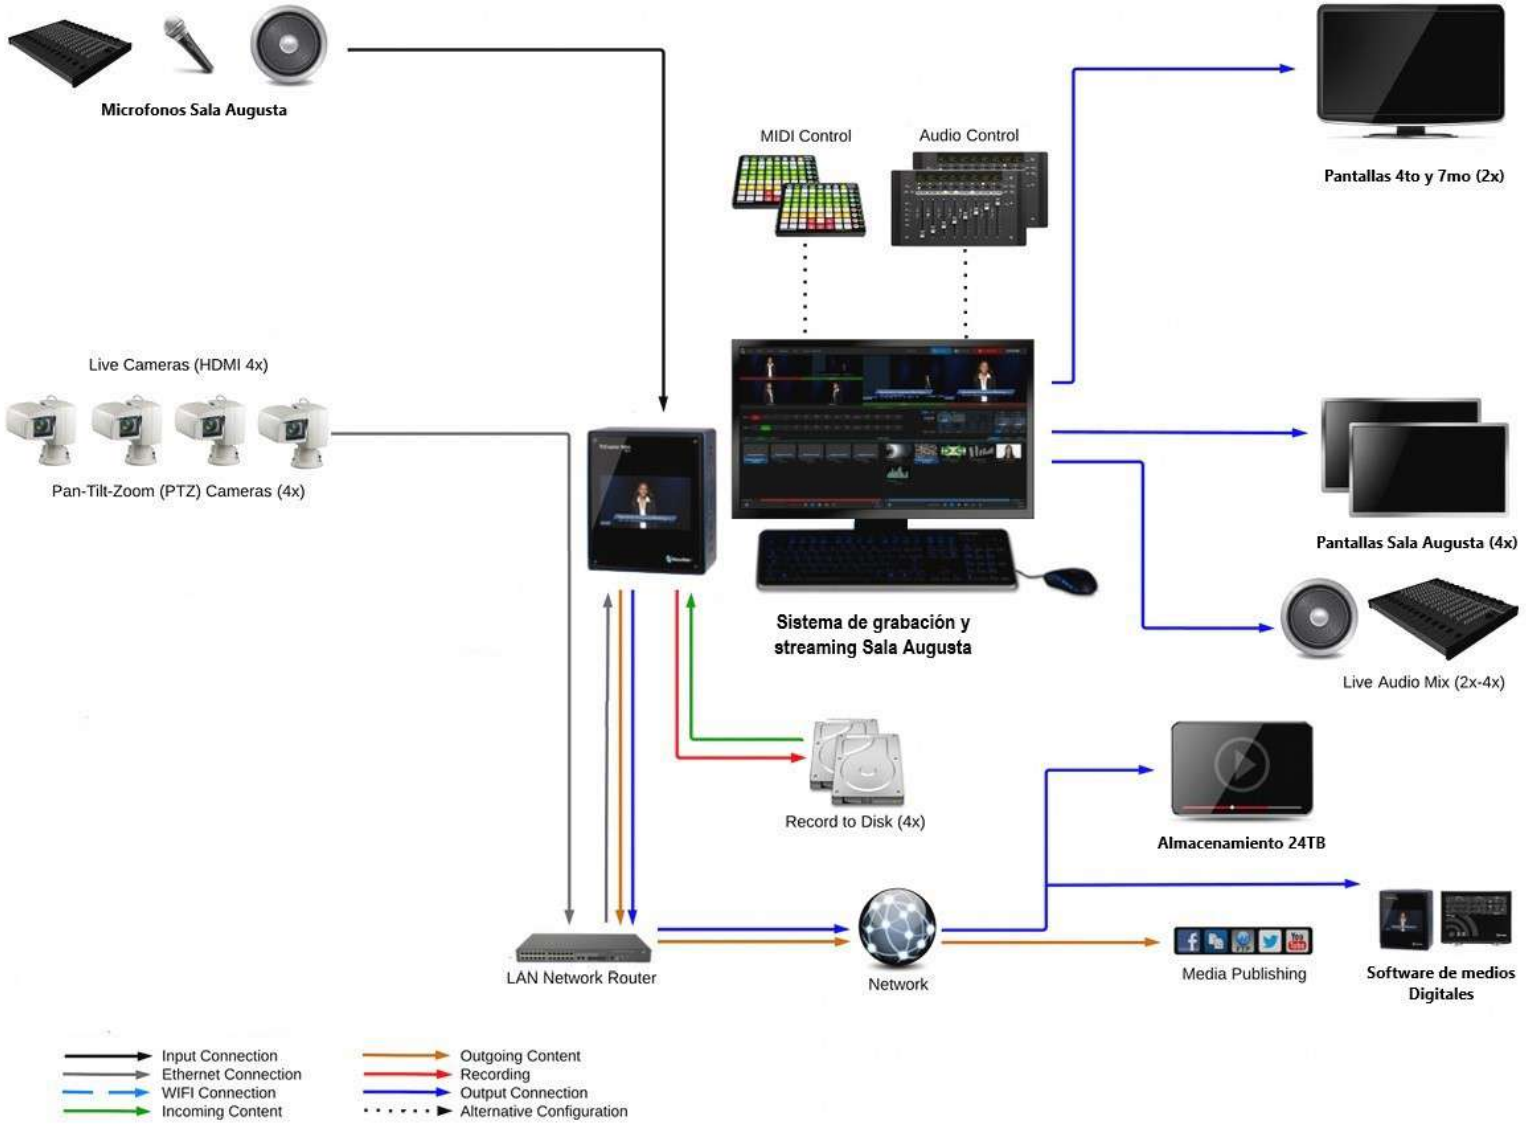 Microfonos Sala Augusta
MIDI Control
Audio Control
Pantallas 4to y 7mo (2x)
Live Cameras (HDMI 4x)
Pan-Tilt-Zoom (PTZ) Cameras (4x)
Sistema de grabación y
streaming Sala Augusta
Pantallas Sala Augusta (4x)
Live Audio Mix (2x-4x)
Record to Disk (4x)
Almacenamiento 24TB
LAN Network Router
Network
FTP
You
Tube
Media Publishing
Software de medios
Digitales
Input Connection
Ethernet Connection
WIFI Connection
Incoming Content
Outgoing Content
Recording
Output Connection
Alternative Configuration